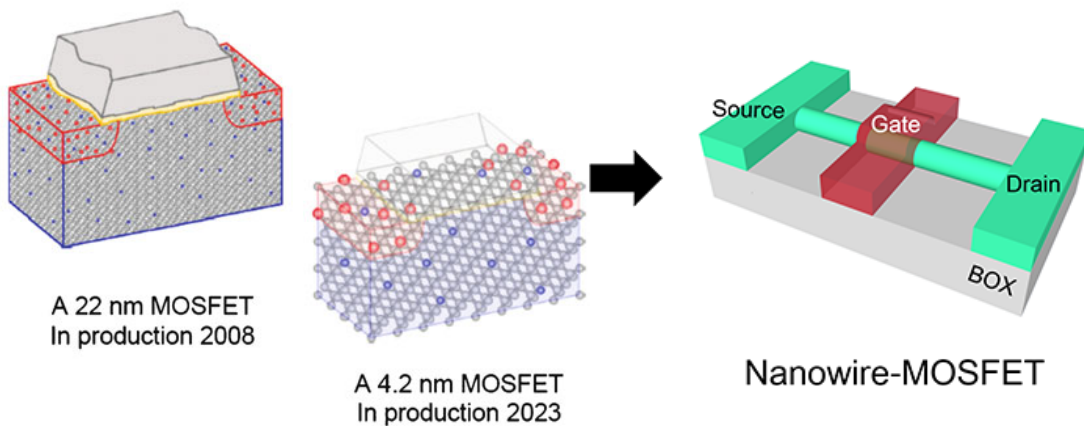 A 22 nm MOSFET
In production 2008
A 4.2 nm MOSFET
In production 2023
Source
Gate
Drain
BOX
Nanowire-MOSFET